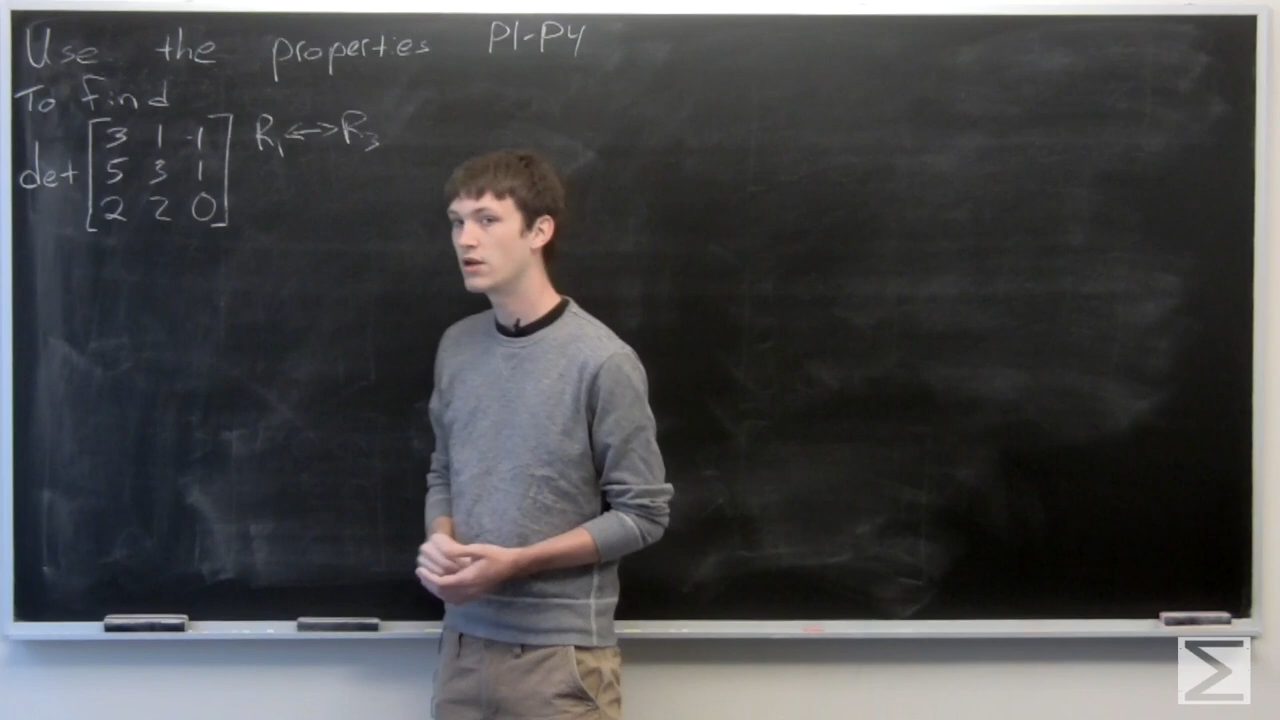 Use the properties P1-P4
To find
det [3 1 -1] R₁ <-> R₃
[5 3 1]
[2 2 0]
Σ